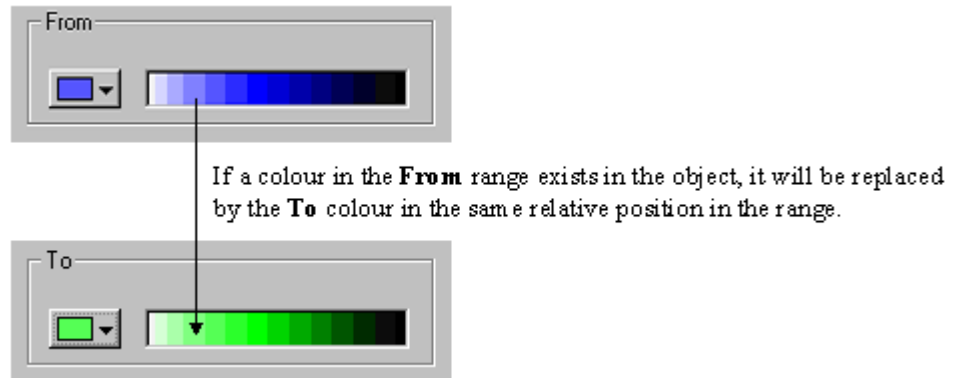 From
If a colour in the From range exists in the object, it will be replaced
by the To colour in the same relative position in the range.
To